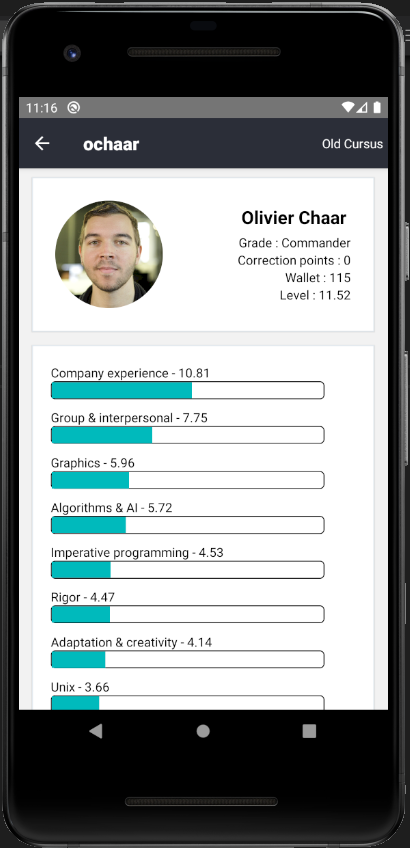 11:16
ochaar
Old Cursus
Olivier Chaar
Grade : Commander
Correction points : 0
Wallet : 115
Level : 11.52
Company experience - 10.81
Group & interpersonal - 7.75
Graphics - 5.96
Algorithms & AI - 5.72
Imperative programming - 4.53
Rigor - 4.47
Adaptation & creativity - 4.14
Unix - 3.66